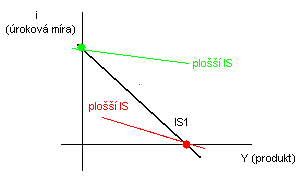 i
(úroková míra)
plošší IS
plošší IS
IS1
Y (produkt)